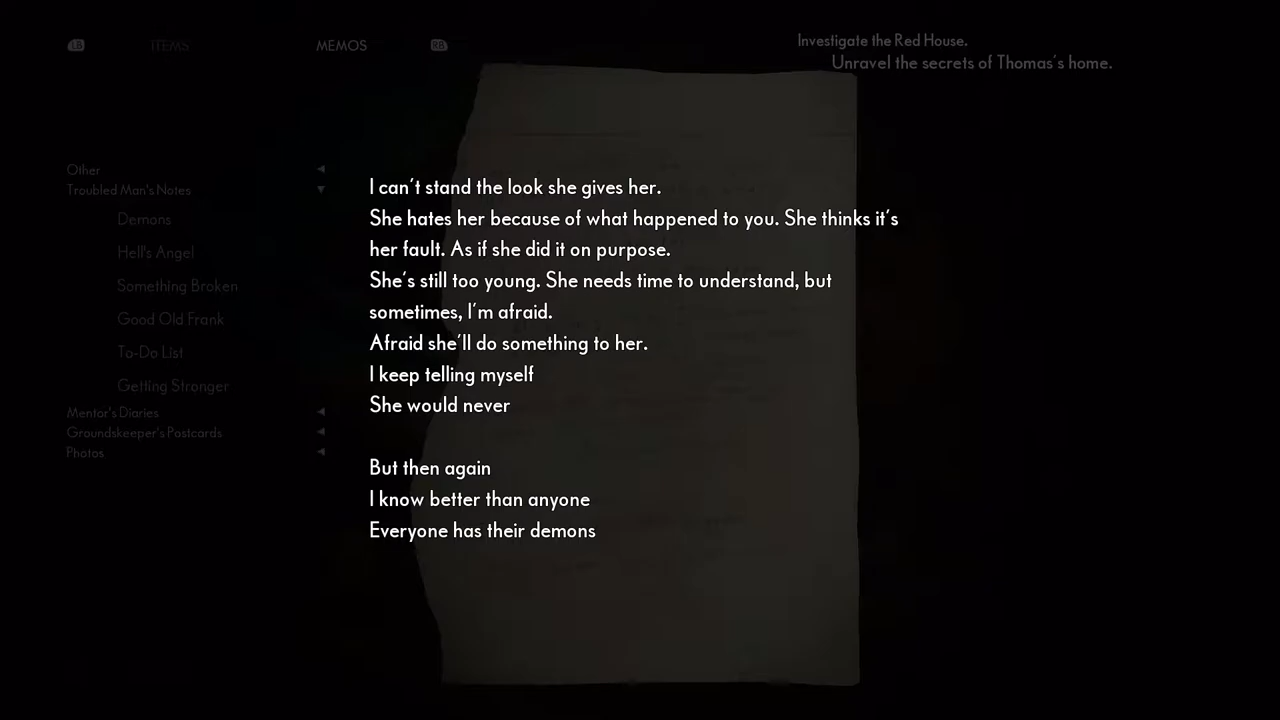 LB
ITEMS
MEMOS
RB
Investigate the Red House.
Unravel the secrets of Thomas's home.
Other
Troubled Man's Notes
Demons
Hell's Angel
Something Broken
Good Old Frank
To-Do List
Getting Stronger
Mentor's Diaries
Groundskeeper's Postcards
Photos
I can't stand the look she gives her.
She hates her because of what happened to you. She thinks it's
her fault. As if she did it on purpose.
She's still too young. She needs time to understand, but
sometimes, I'm afraid.
Afraid she'll do something to her.
I keep telling myself
She would never
But then again
I know better than anyone
Everyone has their demons